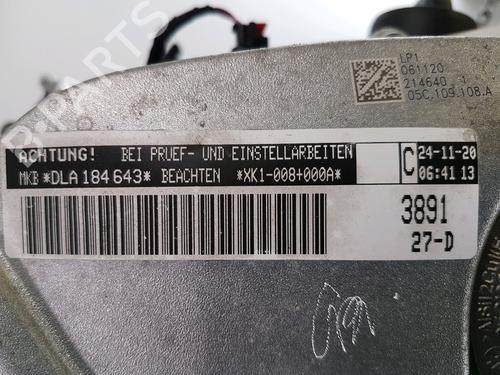 LP1
061120
214640 1
05C.109.108.A
ACHTUNG! BEI PRUEF- UND EINSTELLARBEITEN
MKB *DLA 184 643* BEACHTEN *XK1-008+000A*
C 24-11-20
06:41 13
3891
27-D
B-PARTS